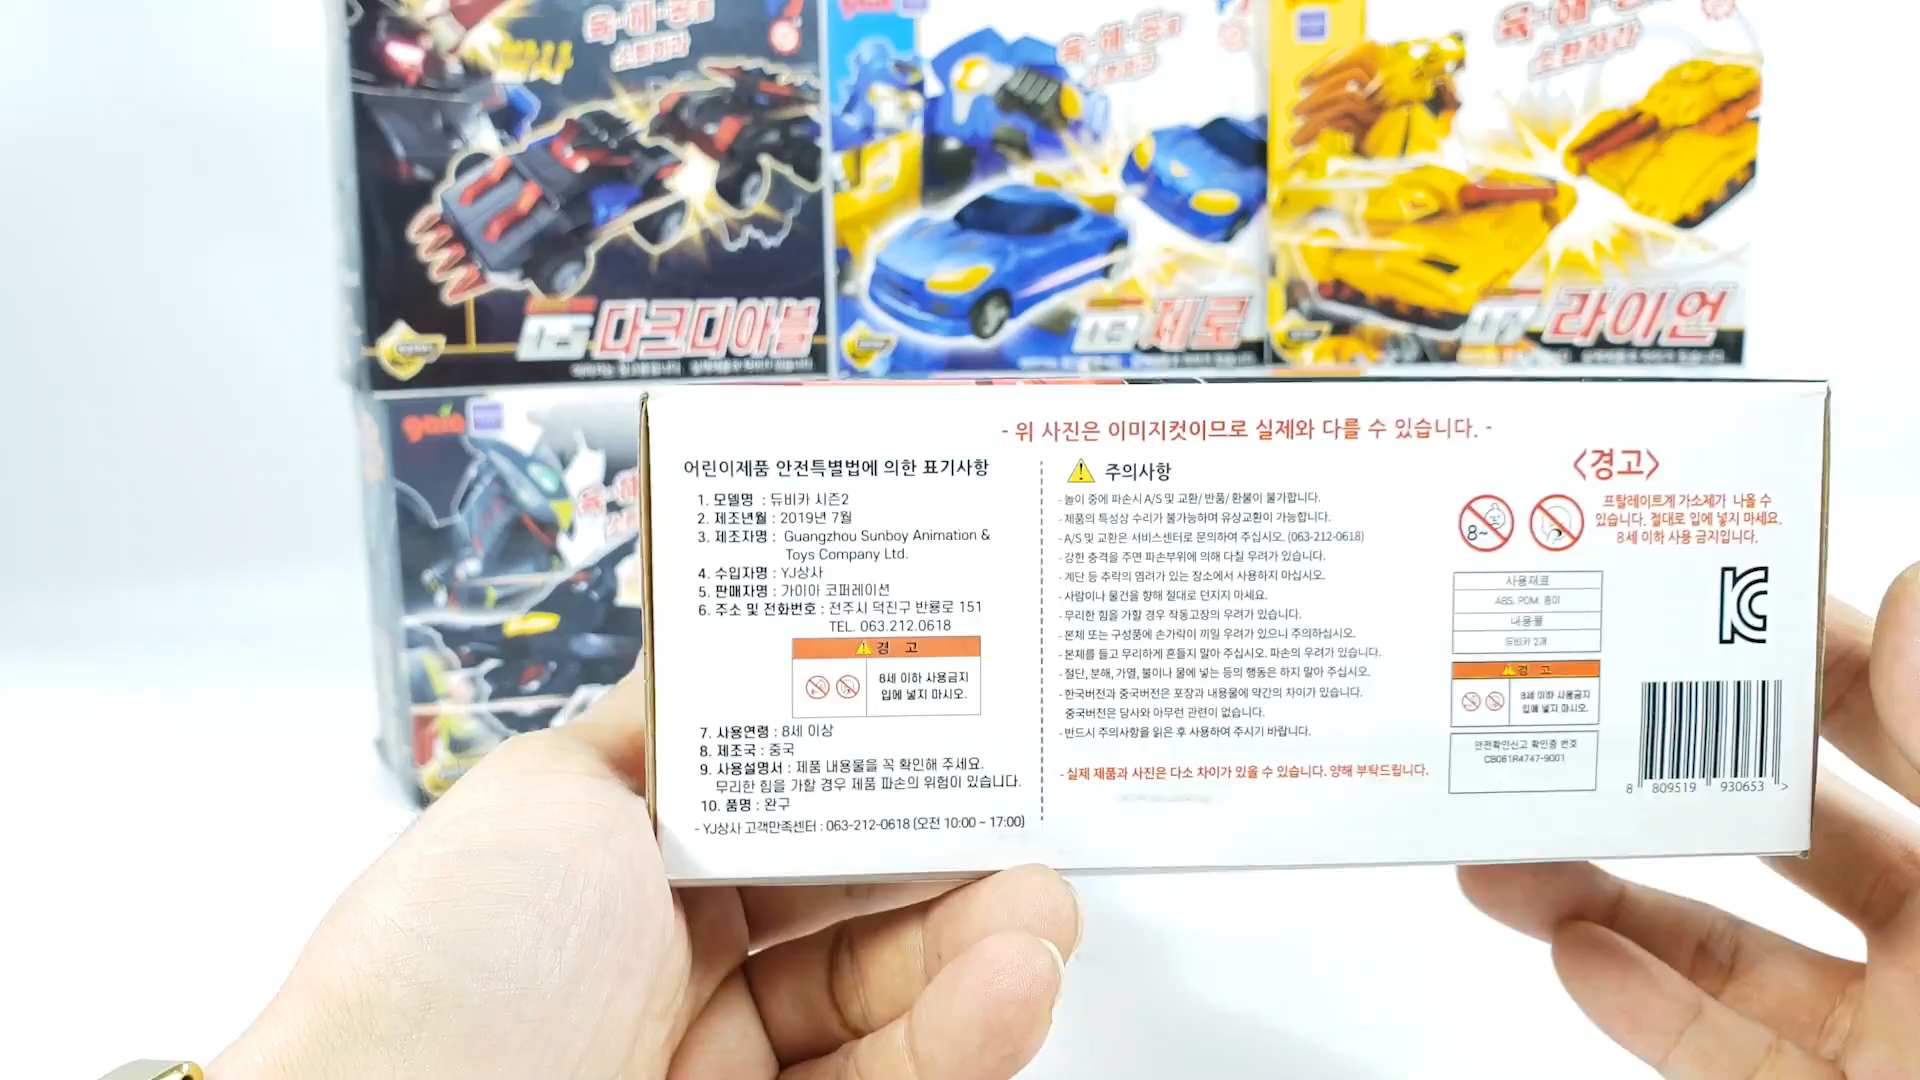 육·해·공
스톰씨라
05 다크디아블
제로
07 라이언
gaia
- 위 사진은 이미지컷이므로 실제와 다를 수 있습니다. -
어린이제품 안전특별법에 의한 표기사항
1. 모델명 : 듀비카 시즌2
2. 제조년월 : 2019년 7월
3. 제조자명 : Guangzhou Sunboy Animation &
Toys Company Ltd.
4. 수입자명 : YJ상사
5. 판매자명 : 가이아 코퍼레이션
6. 주소 및 전화번호 : 전주시 덕진구 반룡로 151
TEL. 063.212.0618
경 고
8세 이하 사용금지
입에 넣지 마시오.
7. 사용연령 : 8세 이상
8. 제조국 : 중국
9. 사용설명서 : 제품 내용물을 꼭 확인해 주세요.
무리한 힘을 가할 경우 제품 파손의 위험이 있습니다.
10. 품명 : 완구
- YJ상사 고객만족센터 : 063-212-0618 (오전 10:00 ~ 17:00)
주의사항
- 놀이 중에 파손시 A/S 및 교환/ 반품/ 환불이 불가합니다.
- 제품의 특성상 수리가 불가능하며 유상교환이 가능합니다.
- A/S 및 교환은 서비스센터로 문의하여 주십시오. (063-212-0618)
- 강한 충격을 주면 파손부위에 의해 다칠 우려가 있습니다.
- 계단 등 추락의 염려가 있는 장소에서 사용하지 마십시오.
- 사람이나 물건을 향해 절대로 던지지 마세요.
- 무리한 힘을 가할 경우 작동고장의 우려가 있습니다.
- 본체 또는 구성품에 손가락이 끼일 우려가 있으니 주의하십시오.
- 본체를 들고 무리하게 흔들지 말아 주십시오. 파손의 우려가 있습니다.
- 절단, 분해, 가열, 불이나 물에 넣는 등의 행동은 하지 말아 주십시오.
- 한국버전과 중국버전은 포장과 내용물에 약간의 차이가 있습니다.
중국버전은 당사와 아무런 관련이 없습니다.
- 반드시 주의사항을 읽은 후 사용하여 주시기 바랍니다.
- 실제 제품과 사진은 다소 차이가 있을 수 있습니다. 양해 부탁드립니다.
<경고>
8~
프탈레이트계 가소제가 나올 수
있습니다. 절대로 입에 넣지 마세요.
8세 이하 사용 금지입니다.
사용재료
ABS. POM. 종이
내용물
듀비카 2개
경 고
8세 이하 사용금지
입에 넣지 마시오.
안전확인신고 확인증 번호
CB061R4747-9001
8 809519 930653 >